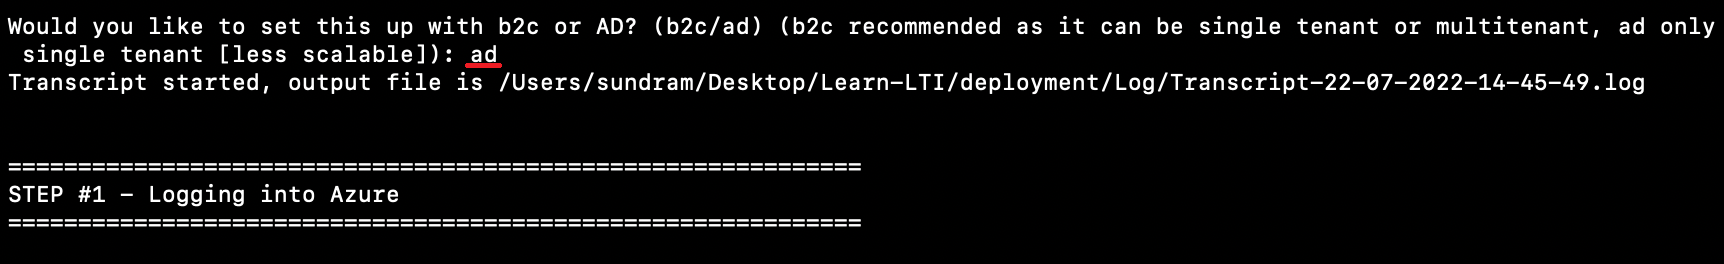 Would you like to set this up with b2c or AD? (b2c/ad) (b2c recommended as it can be single tenant or multitenant, ad only
 single tenant [less scalable]): ad
Transcript started, output file is /Users/sundram/Desktop/Learn-LTI/deployment/Log/Transcript-22-07-2022-14-45-49.log
=============================================================
STEP #1 - Logging into Azure
=============================================================